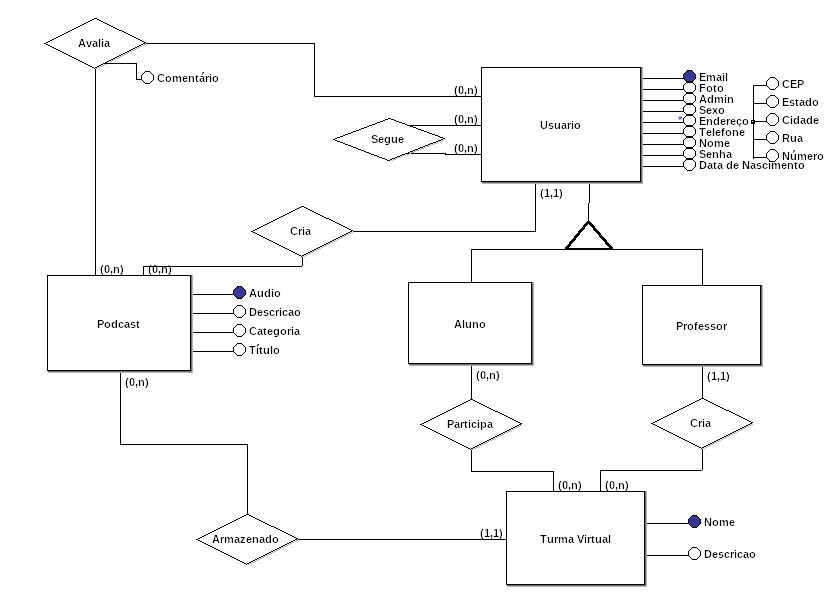 Avalia
Comentário
(0,n)
(0,n)
Segue
(0,n)
Usuario
Email
Foto
Admin
Sexo
* Endereço
Telefone
Nome
Senha
Data de Nascimento
CEP
Estado
Cidade
Rua
Número
(1,1)
Cria
(0,n)
(0,n)
Podcast
Audio
Descricao
Categoria
Título
Aluno
Professor
(0,n)
(0,n)
(1,1)
Participa
Cria
(0,n)
(0,n)
Armazenado
(1,1)
Turma Virtual
Nome
Descricao